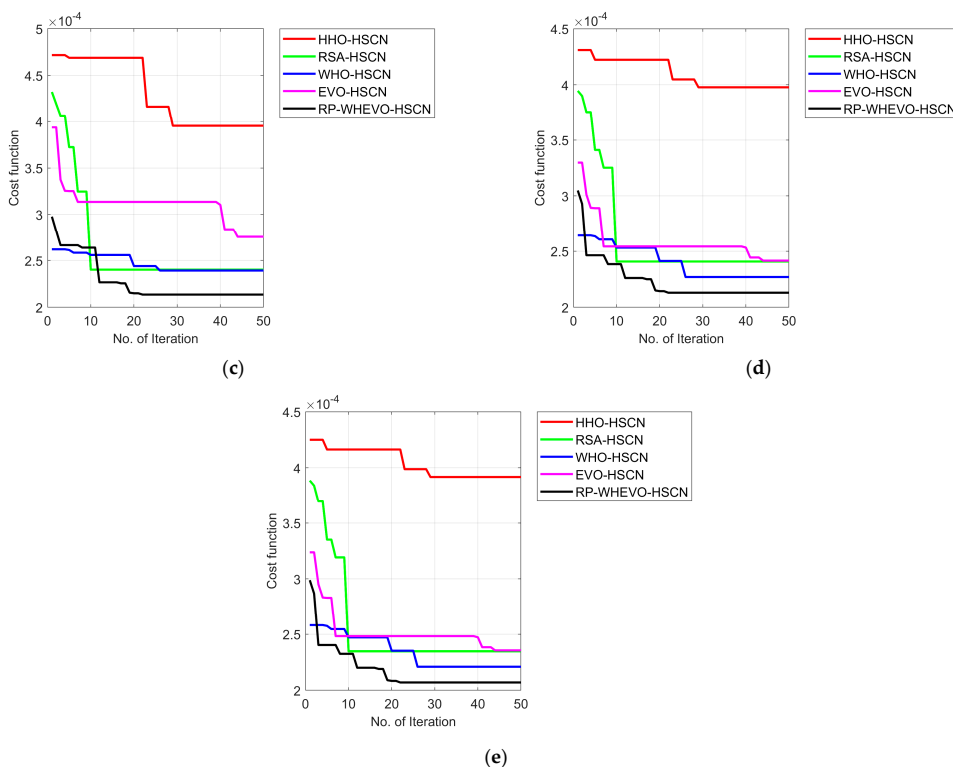 ×10-4
5
4.5
4
3.5
3
2.5
2
Cost function
0 10 20 30 40 50
No. of Iteration
HHO-HSCN
RSA-HSCN
WHO-HSCN
EVO-HSCN
RP-WHEVO-HSCN
(c)
×10-4
4.5
4
3.5
3
2.5
2
Cost function
0 10 20 30 40 50
No. of Iteration
HHO-HSCN
RSA-HSCN
WHO-HSCN
EVO-HSCN
RP-WHEVO-HSCN
(d)
×10-4
4.5
4
3.5
3
2.5
2
Cost function
0 10 20 30 40 50
No. of Iteration
HHO-HSCN
RSA-HSCN
WHO-HSCN
EVO-HSCN
RP-WHEVO-HSCN
(e)